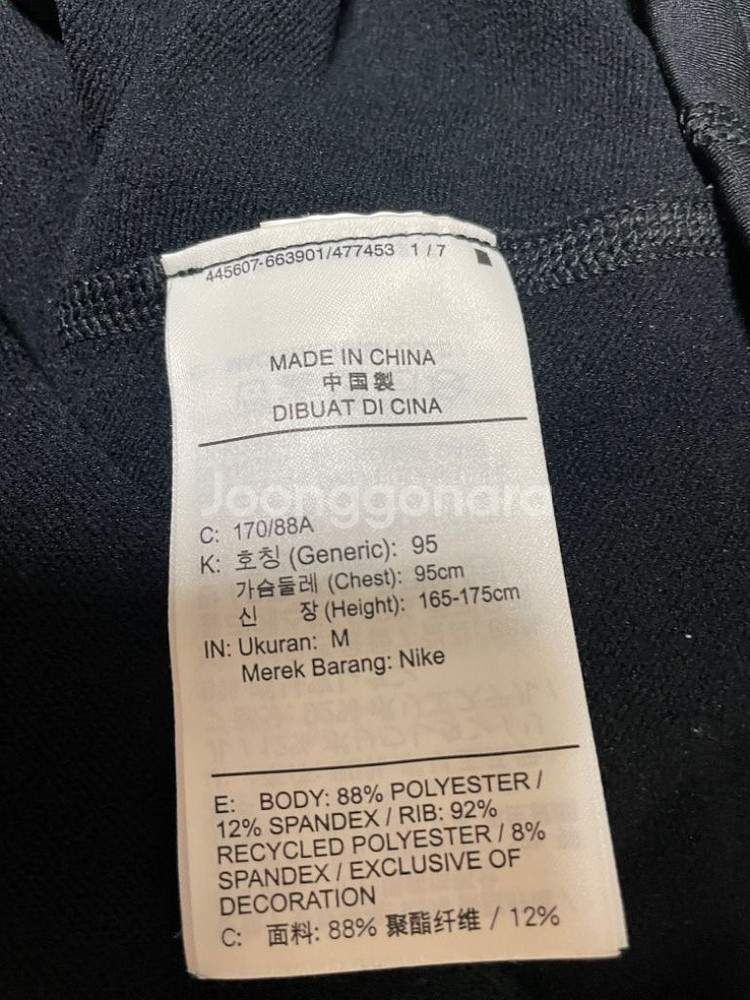 445607-663901/477453 1/7
MADE IN CHINA
中国製
DIBUAT DI CINA
Joonggonara
C: 170/88A
K: 호칭 (Generic): 95
가슴둘레 (Chest): 95cm
신 장 (Height): 165-175cm
IN: Ukuran: M
Merek Barang: Nike
E: BODY: 88% POLYESTER /
12% SPANDEX / RIB: 92%
RECYCLED POLYESTER / 8%
SPANDEX / EXCLUSIVE OF
DECORATION
C: 面料: 88% 聚酯纤维 / 12%